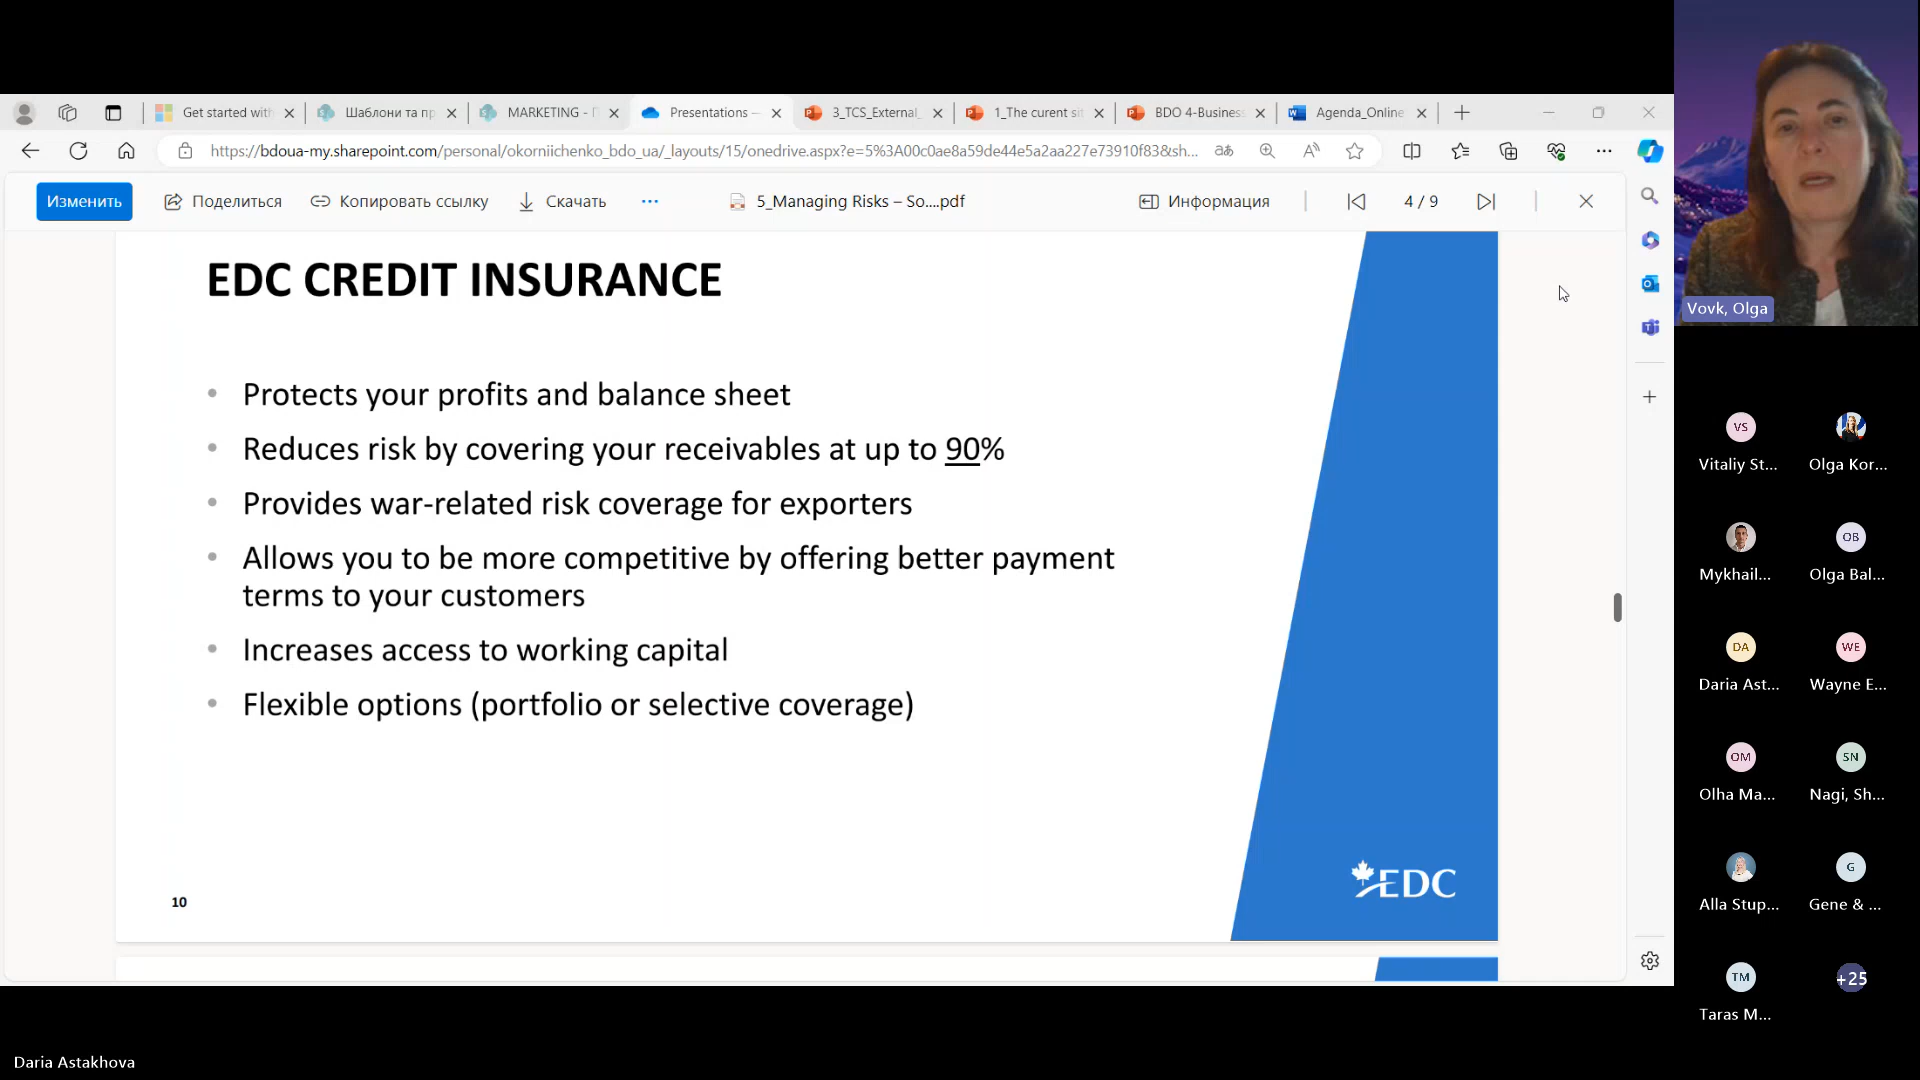 Get started with
Шаблони та пр
MARKETING - П
Presentations —
3_TCS_External_
1_The curent sit
BDO 4-Business
Agenda_Online
https://bdoua-my.sharepoint.com/personal/okorniichenko_bdo_ua/_layouts/15/onedrive.aspx?e=5%3A00c0ae8a59de44e5a2aa227e73910f83&sh...
Изменить
Поделиться
Копировать ссылку
Скачать
5_Managing Risks – So....pdf
Информация
4 / 9
EDC CREDIT INSURANCE
• Protects your profits and balance sheet
• Reduces risk by covering your receivables at up to 90%
• Provides war-related risk coverage for exporters
• Allows you to be more competitive by offering better payment
terms to your customers
• Increases access to working capital
• Flexible options (portfolio or selective coverage)
10
EDC
Vovk, Olga
VS
Vitaliy St...
Olga Kor...
Mykhail...
OB
Olga Bal...
DA
Daria Ast...
WE
Wayne E...
OM
Olha Ma...
SN
Nagi, Sh...
Alla Stup...
G
Gene & ...
TM
Taras M...
+25
Daria Astakhova